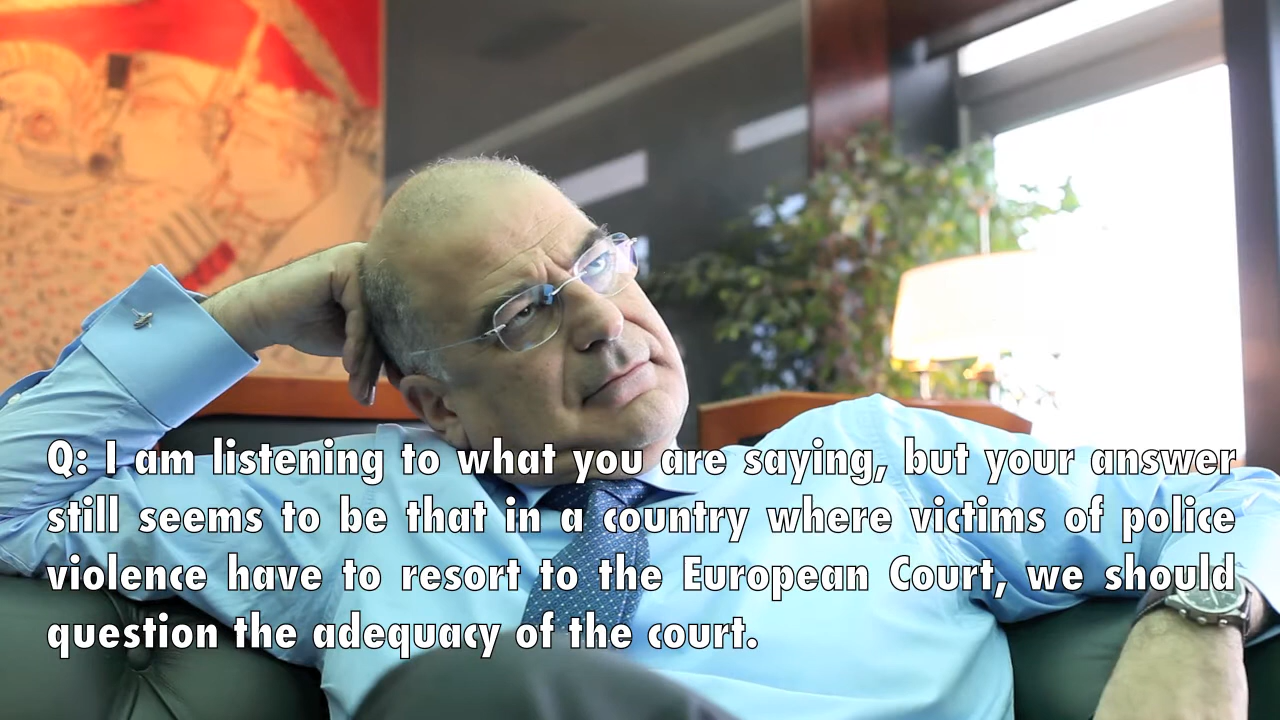 Q: I am listening to what you are saying, but your answer
still seems to be that in a country where victims of police
violence have to resort to the European Court, we should
question the adequacy of the court.